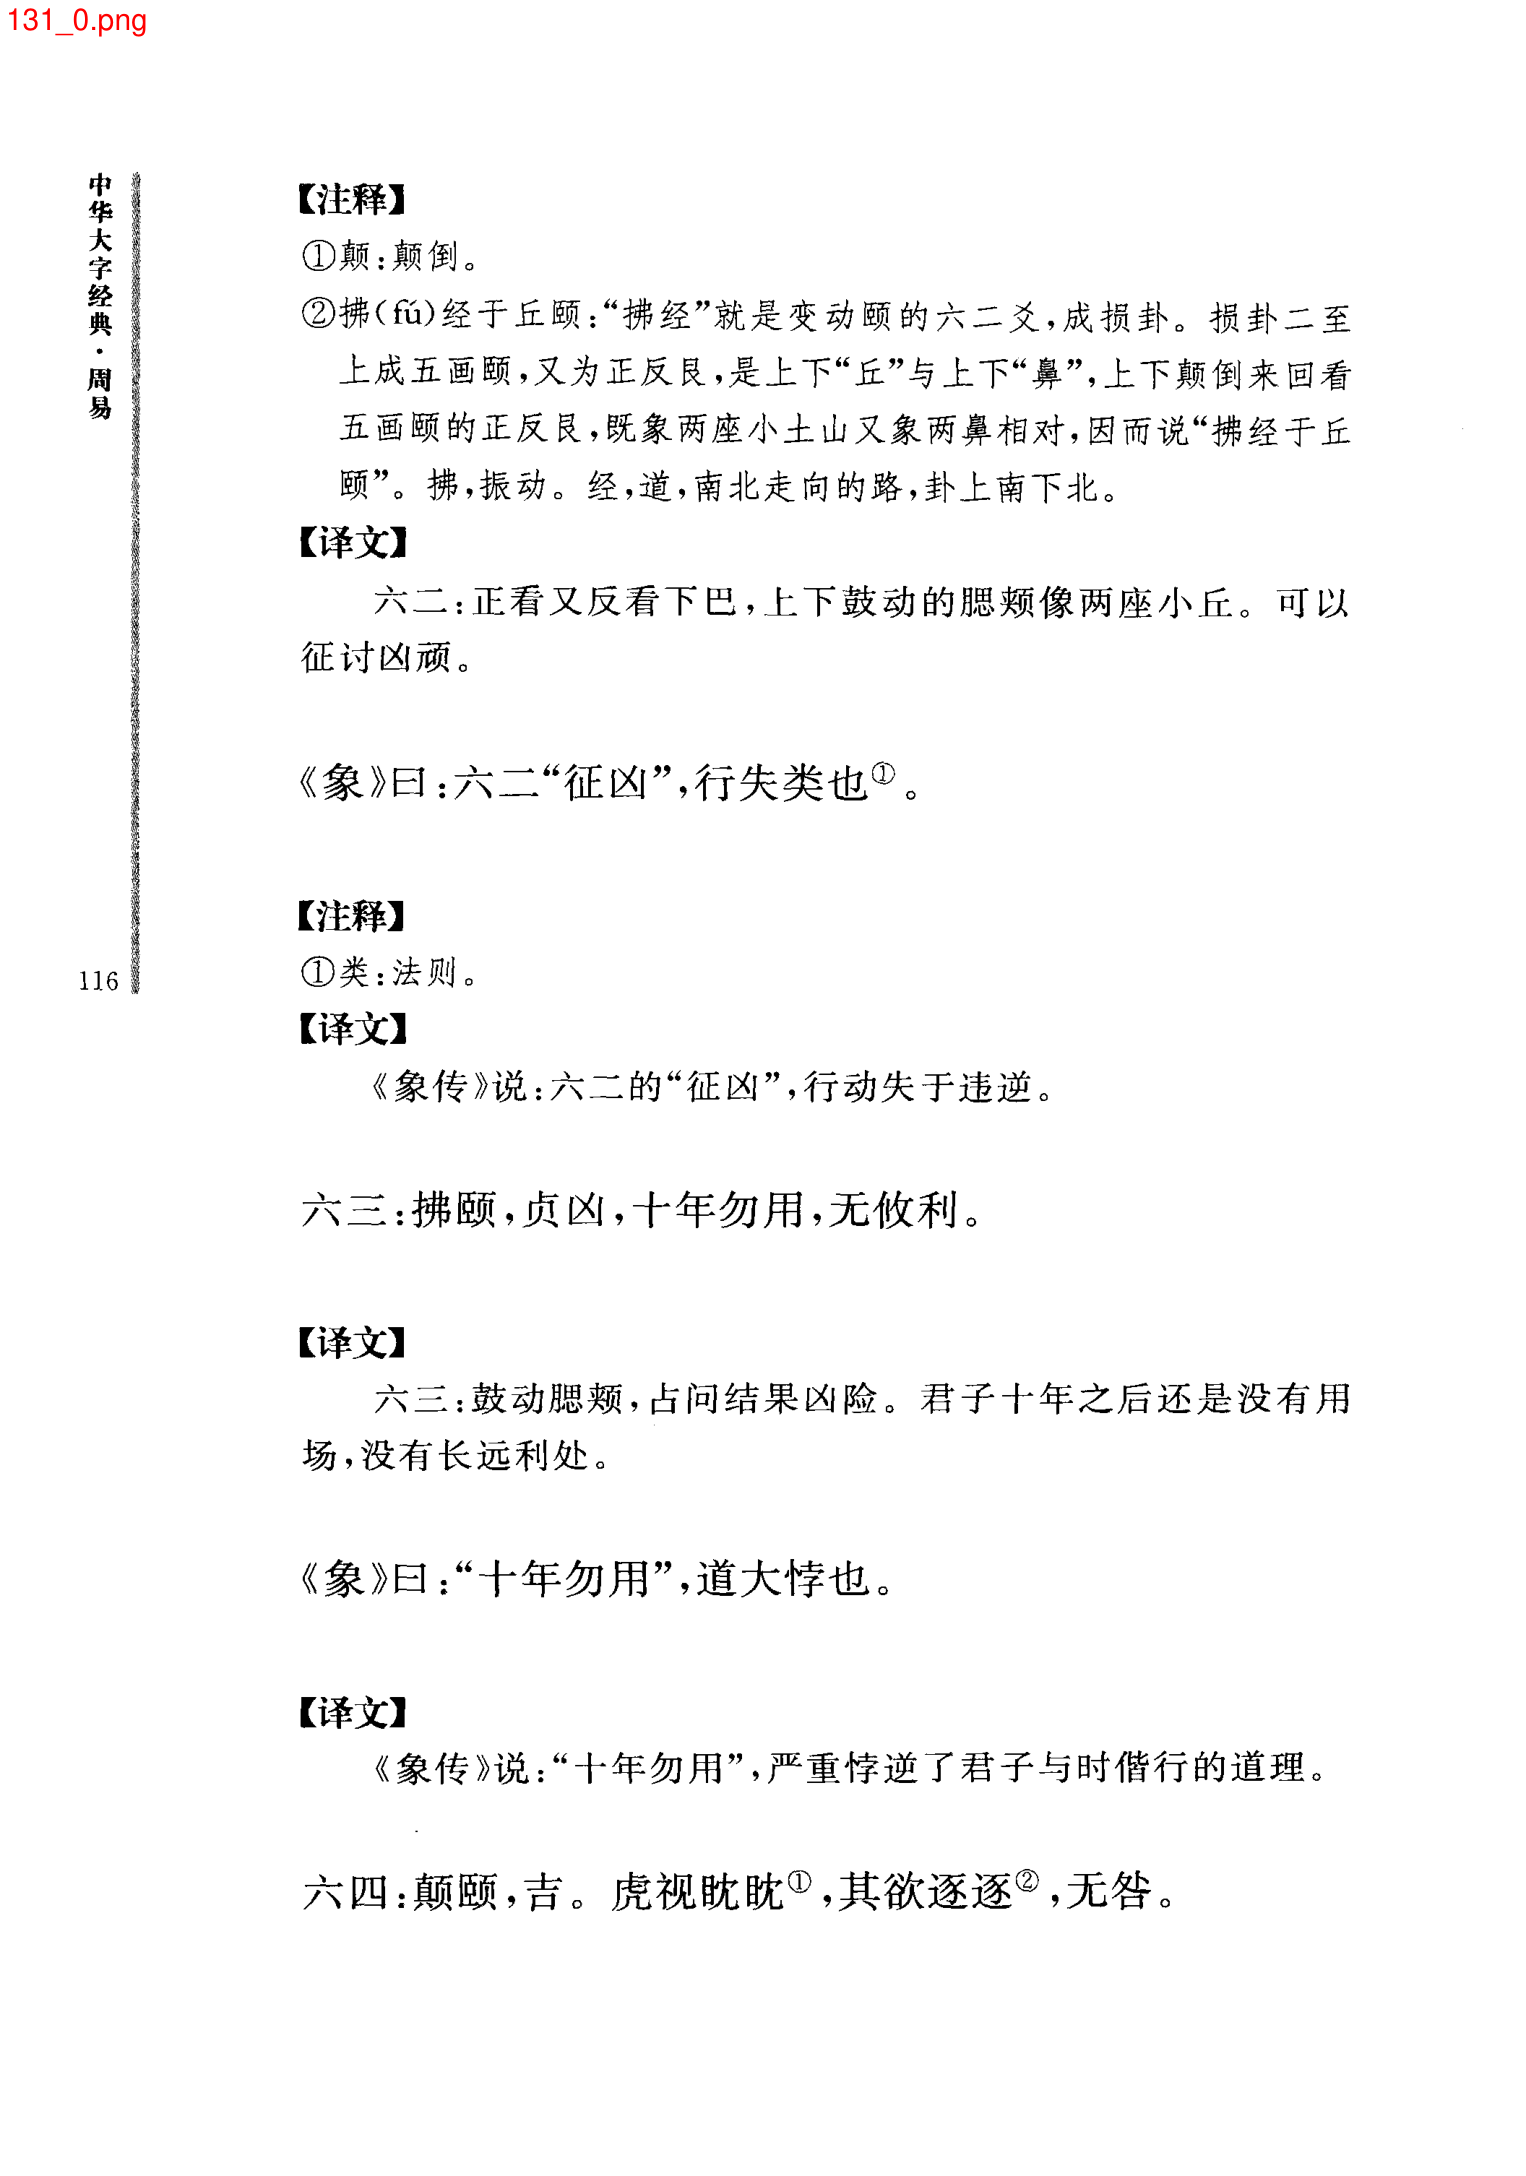 131_0.png
中华大字经典·周易
116
【注释】
①颠:颠倒。
②拂(fú)经于丘颐:“拂经”就是变动颐的六二爻,成损卦。损卦二至
上成五画颐,又为正反艮,是上下“丘”与上下“鼻”,上下颠倒来回看
五画颐的正反艮,既象两座小土山又象两鼻相对,因而说“拂经于丘
颐”。拂,振动。经,道,南北走向的路,卦上南下北。
【译文】
六二:正看又反看下巴,上下鼓动的腮颊像两座小丘。可以
征讨凶顽。
《象》曰:六二“征凶”,行失类也①。
【注释】
①类:法则。
【译文】
《象传》说:六二的“征凶”,行动失于违逆。
六三:拂颐,贞凶,十年勿用,无攸利。
【译文】
六三:鼓动腮颊,占问结果凶险。君子十年之后还是没有用
场,没有长远利处。
《象》曰:“十年勿用”,道大悖也。
【译文】
《象传》说:“十年勿用”,严重悖逆了君子与时偕行的道理。
六四:颠颐,吉。虎视眈眈①,其欲逐逐②,无咎。